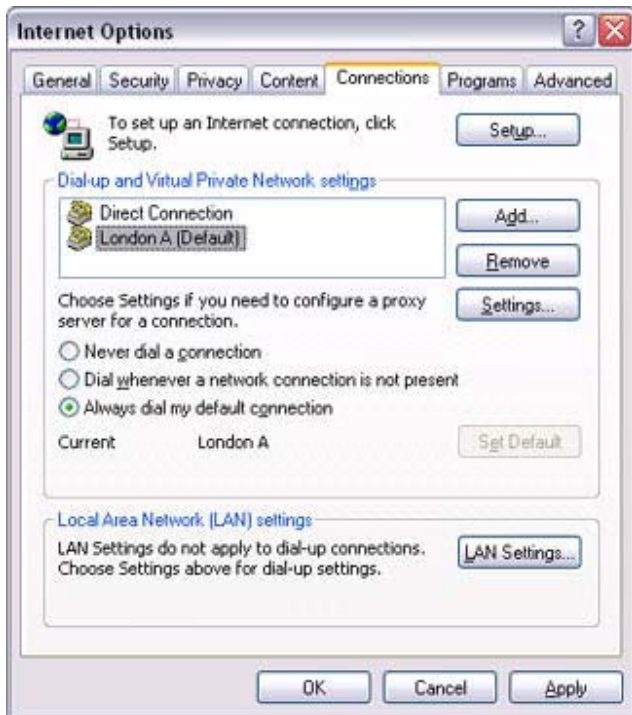 Internet Options
General Security Privacy Content Connections Programs Advanced
To set up an Internet connection, click
Setup.
Setup...
Dial-up and Virtual Private Network settings
Direct Connection
London A (Default)
Add...
Remove
Choose Settings if you need to configure a proxy
server for a connection.
Settings...
Never dial a connection
Dial whenever a network connection is not present
Always dial my default connection
Current London A Set Default
Local Area Network (LAN) settings
LAN Settings do not apply to dial-up connections.
Choose Settings above for dial-up settings.
LAN Settings...
OK Cancel Apply